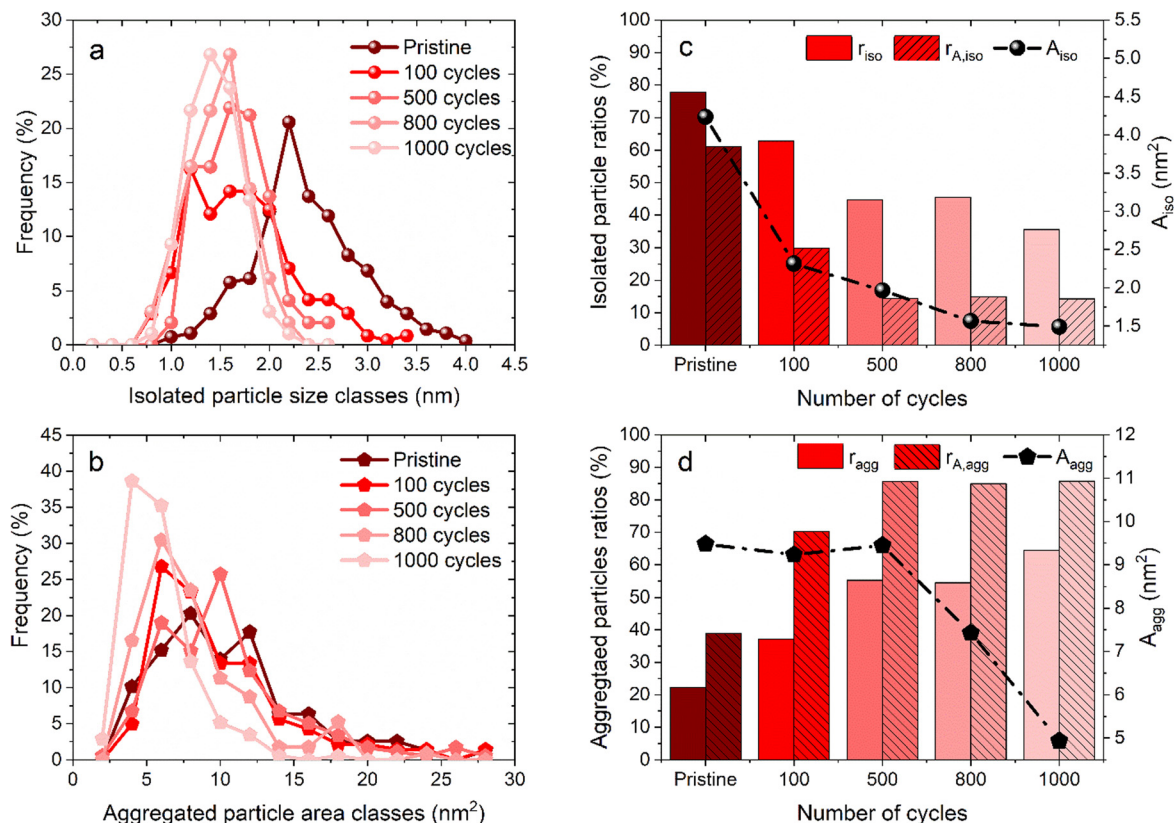 a
Pristine
100 cycles
500 cycles
800 cycles
1000 cycles
Frequency (%)
30
25
20
15
10
5
0
0.0 0.5 1.0 1.5 2.0 2.5 3.0 3.5 4.0 4.5
Isolated particle size classes (nm)
c
r_iso r_A,iso A_iso
Isolated particle ratios (%)
100
90
80
70
60
50
40
30
20
10
0
5.5
5.0
4.5
4.0
3.5
3.0
2.5
2.0
1.5
A_iso (nm²)
Pristine 100 500 800 1000
Number of cycles
b
Pristine
100 cycles
500 cycles
800 cycles
1000 cycles
Frequency (%)
45
40
35
30
25
20
15
10
5
0
0 5 10 15 20 25 30
Aggregated particle area classes (nm²)
d
r_agg r_A,agg A_agg
Aggregtaed particles ratios (%)
100
90
80
70
60
50
40
30
20
10
0
12
11
10
9
8
7
6
5
A_agg (nm²)
Pristine 100 500 800 1000
Number of cycles